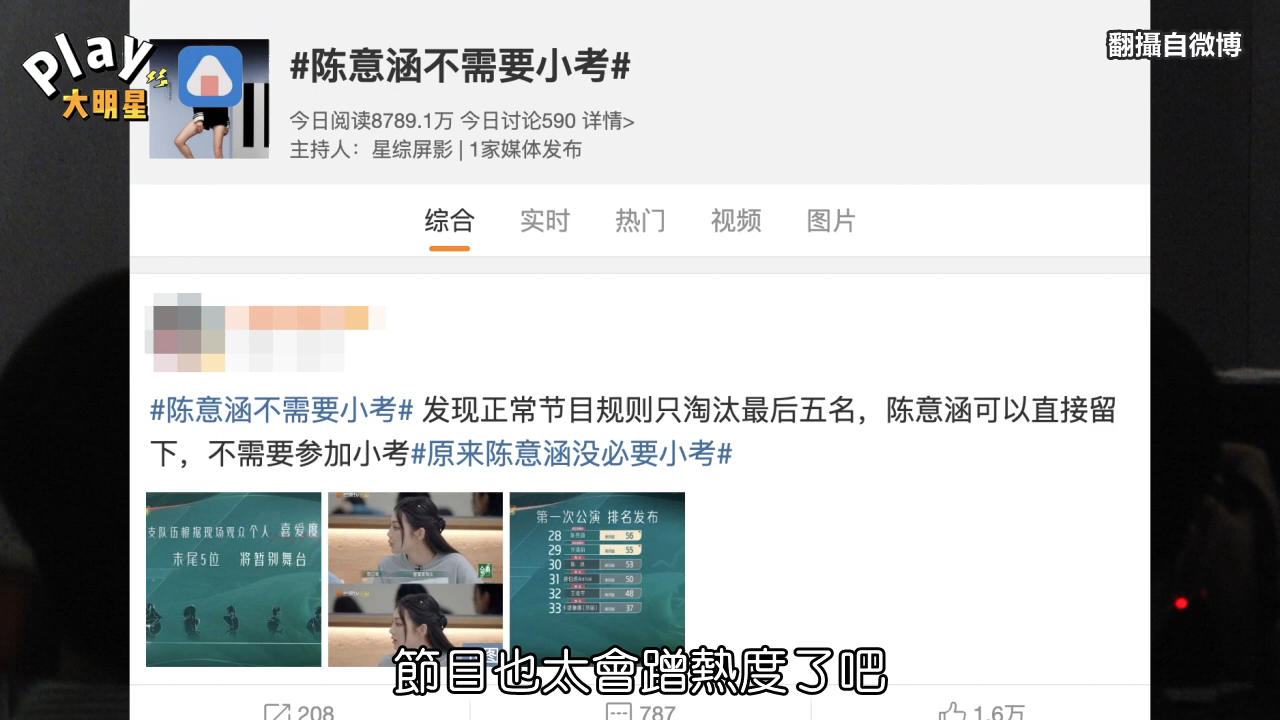 Play
大明星
翻攝自微博
#陈意涵不需要小考#
今日阅读8789.1万 今日讨论590 详情>
主持人：星综屏影 | 1家媒体发布
综合 实时 热门 视频 图片
#陈意涵不需要小考# 发现正常节目规则只淘汰最后五名，陈意涵可以直接留
下，不需要参加小考#原来陈意涵没必要小考#
支队伍根据现场观众个人 喜爱度
末尾5位 将暂别舞台
第一次公演 排名发布
28 56
29 55
30 53
31 50
32 48
33 37
節目也太會蹭熱度了吧
208 787 1.6万